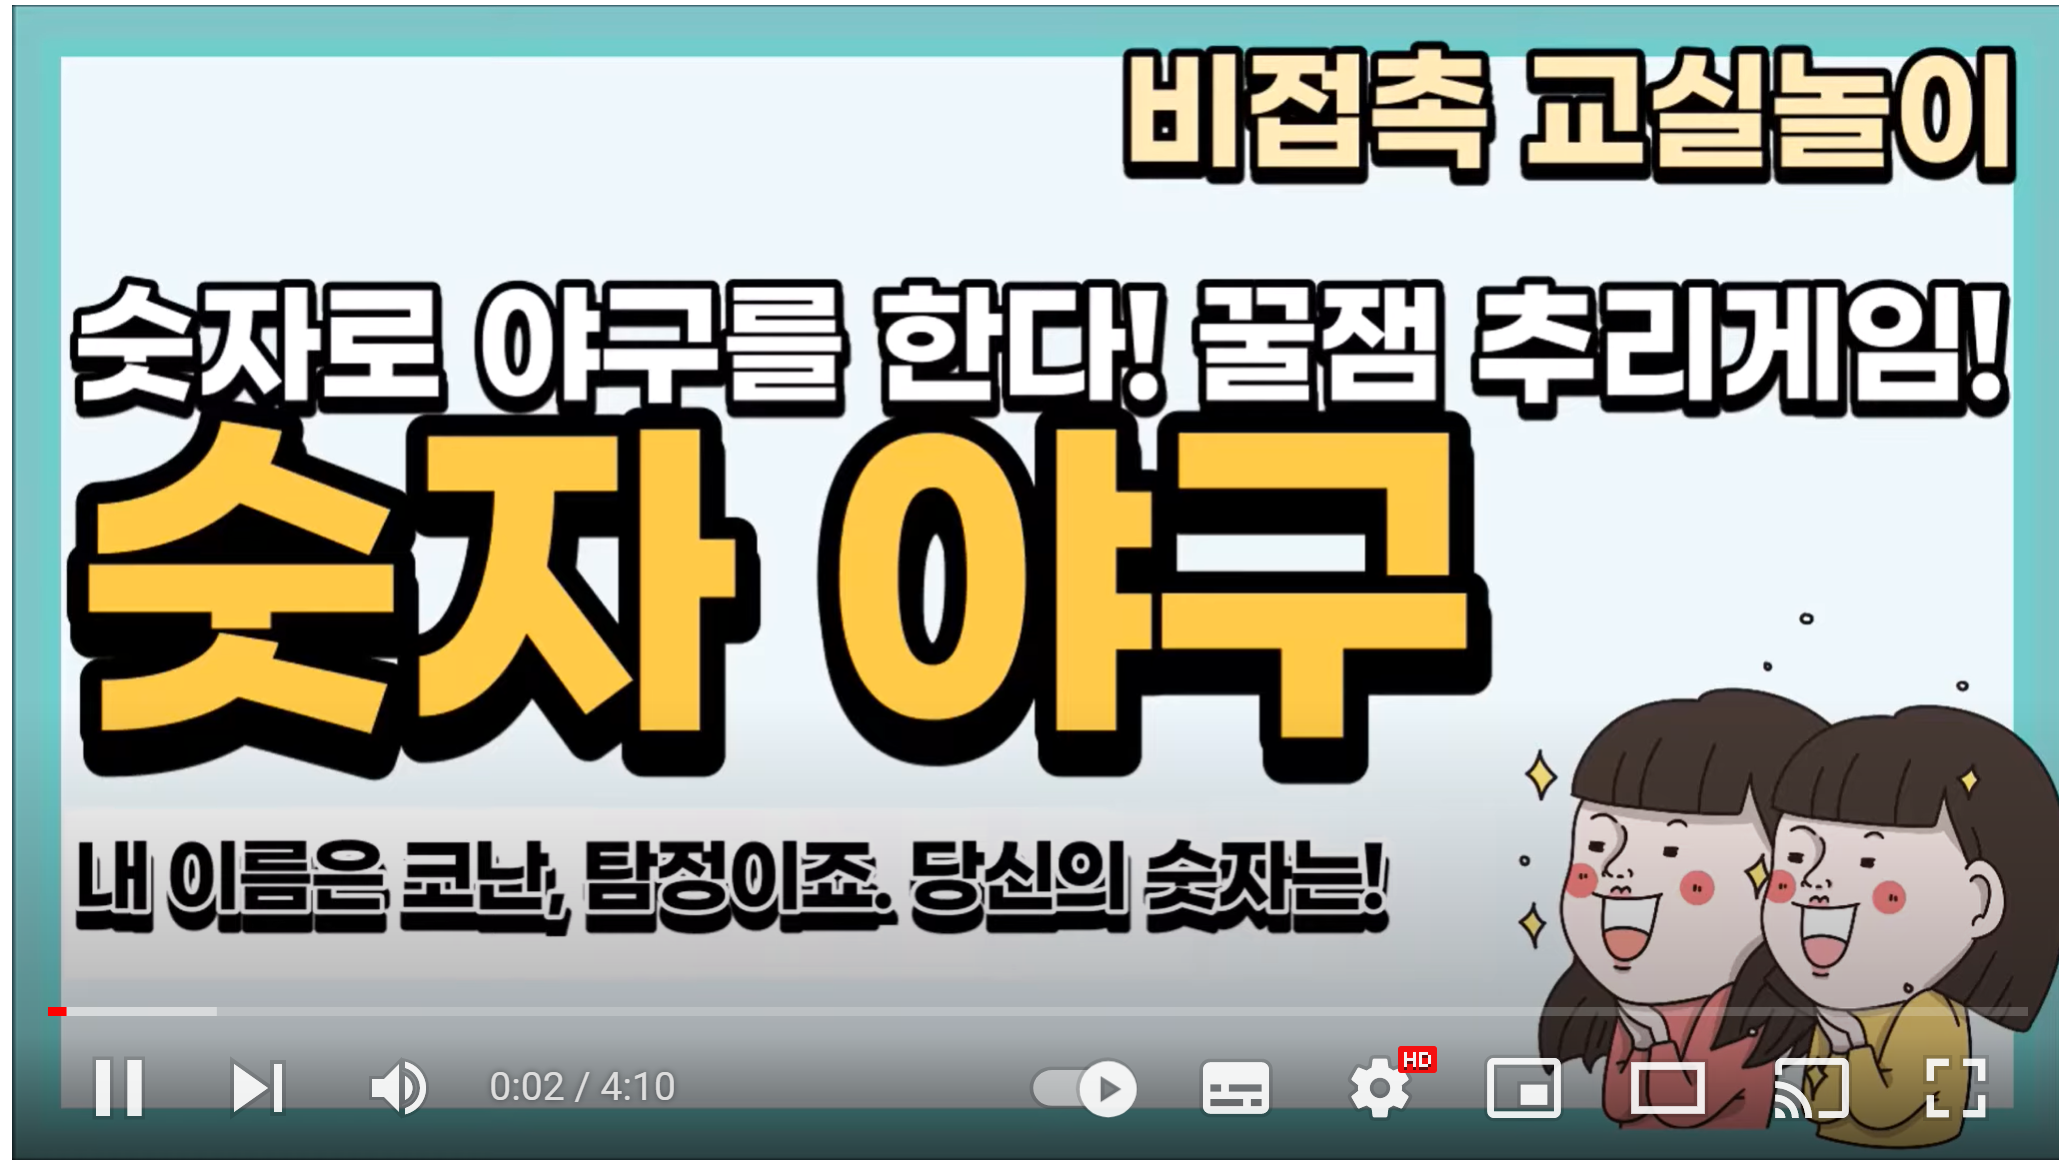 비접촉 교실놀이
숫자로 야구를 한다! 꿀잼 추리게임!
숫자 야구
내 이름은 코난, 탐정이죠. 당신의 숫자는!
0:02 / 4:10
HD